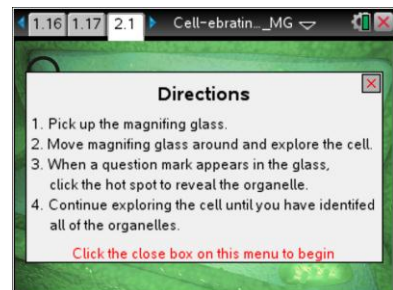 1.16 1.17 2.1 Cell-ebratin..._MG
Directions
1. Pick up the magnifing glass.
2. Move magnifing glass around and explore the cell.
3. When a question mark appears in the glass,
click the hot spot to reveal the organelle.
4. Continue exploring the cell until you have identifed
all of the organelles.
Click the close box on this menu to begin